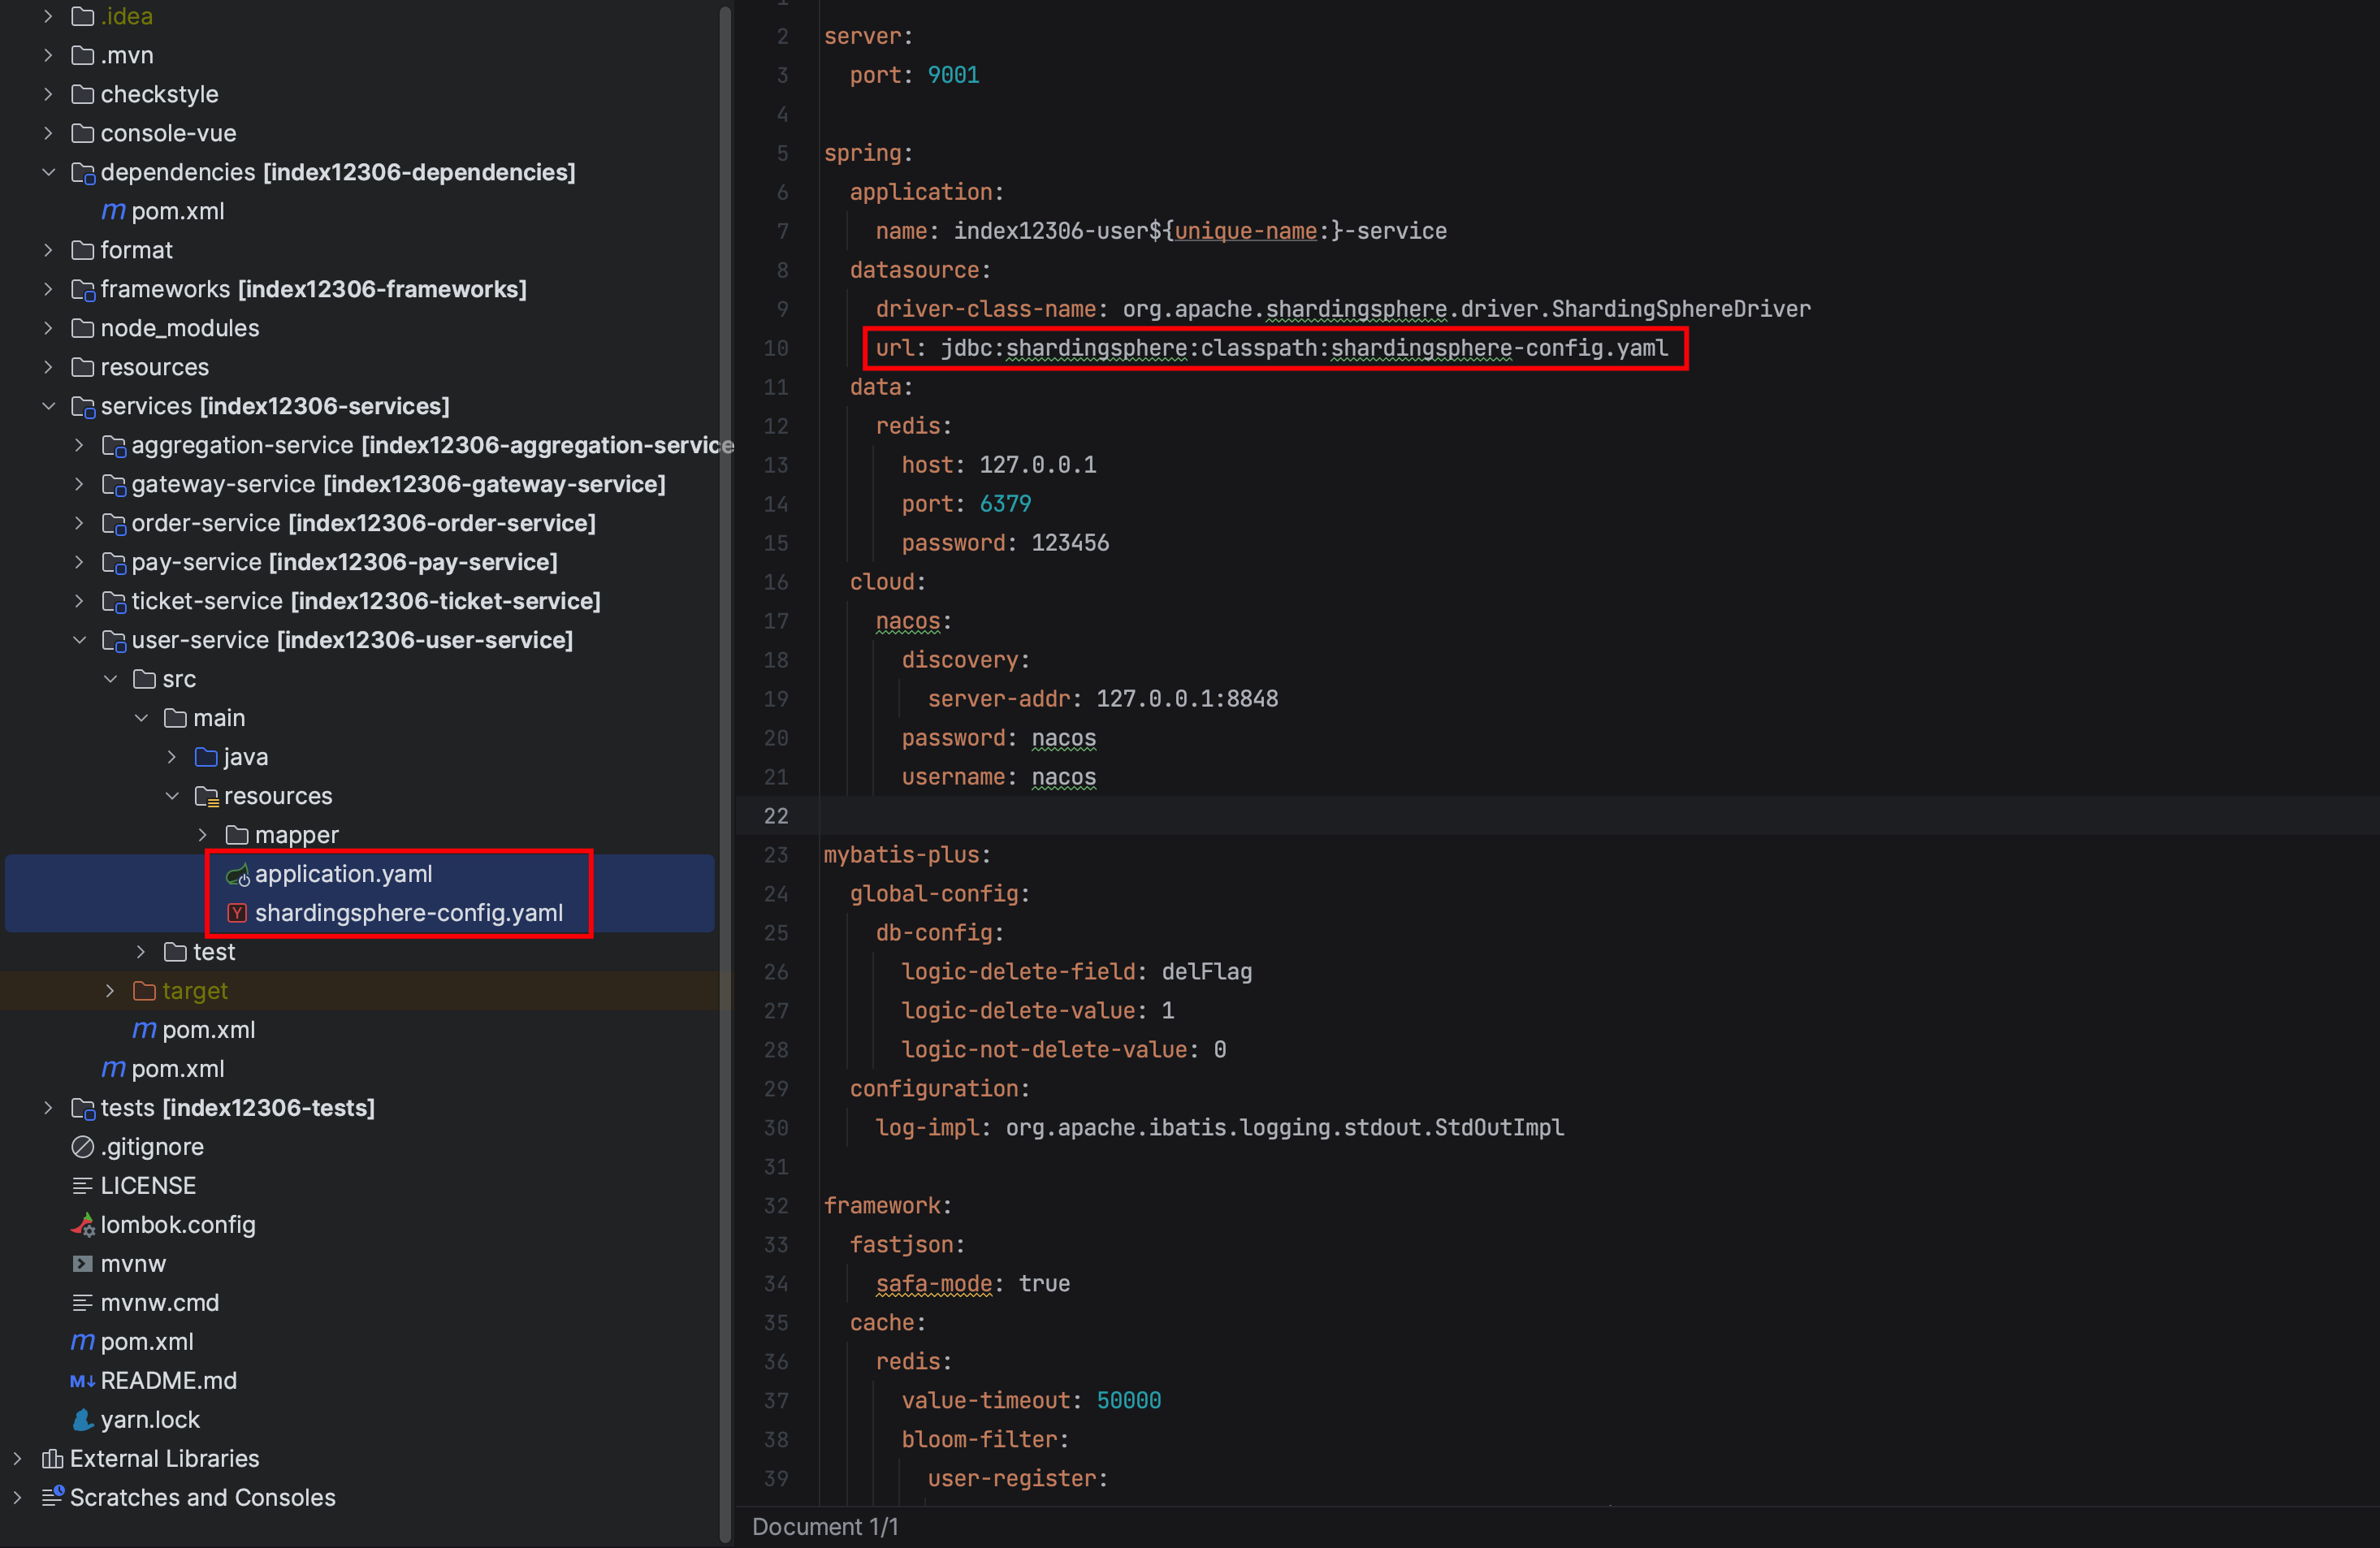 .idea
.mvn
checkstyle
console-vue
dependencies [index12306-dependencies]
pom.xml
format
frameworks [index12306-frameworks]
node_modules
resources
services [index12306-services]
aggregation-service [index12306-aggregation-service
gateway-service [index12306-gateway-service]
order-service [index12306-order-service]
pay-service [index12306-pay-service]
ticket-service [index12306-ticket-service]
user-service [index12306-user-service]
src
main
java
resources
mapper
application.yaml
shardingsphere-config.yaml
test
target
pom.xml
pom.xml
tests [index12306-tests]
.gitignore
LICENSE
lombok.config
mvnw
mvnw.cmd
pom.xml
README.md
yarn.lock
External Libraries
Scratches and Consoles
1
2 server:
3 port: 9001
4
5 spring:
6 application:
7 name: index12306-user${unique-name:}-service
8 datasource:
9 driver-class-name: org.apache.shardingsphere.driver.ShardingSphereDriver
10 url: jdbc:shardingsphere:classpath:shardingsphere-config.yaml
11 data:
12 redis:
13 host: 127.0.0.1
14 port: 6379
15 password: 123456
16 cloud:
17 nacos:
18 discovery:
19 server-addr: 127.0.0.1:8848
20 password: nacos
21 username: nacos
22
23 mybatis-plus:
24 global-config:
25 db-config:
26 logic-delete-field: delFlag
27 logic-delete-value: 1
28 logic-not-delete-value: 0
29 configuration:
30 log-impl: org.apache.ibatis.logging.stdout.StdOutImpl
31
32 framework:
33 fastjson:
34 safa-mode: true
35 cache:
36 redis:
37 value-timeout: 50000
38 bloom-filter:
39 user-register:
Document 1/1